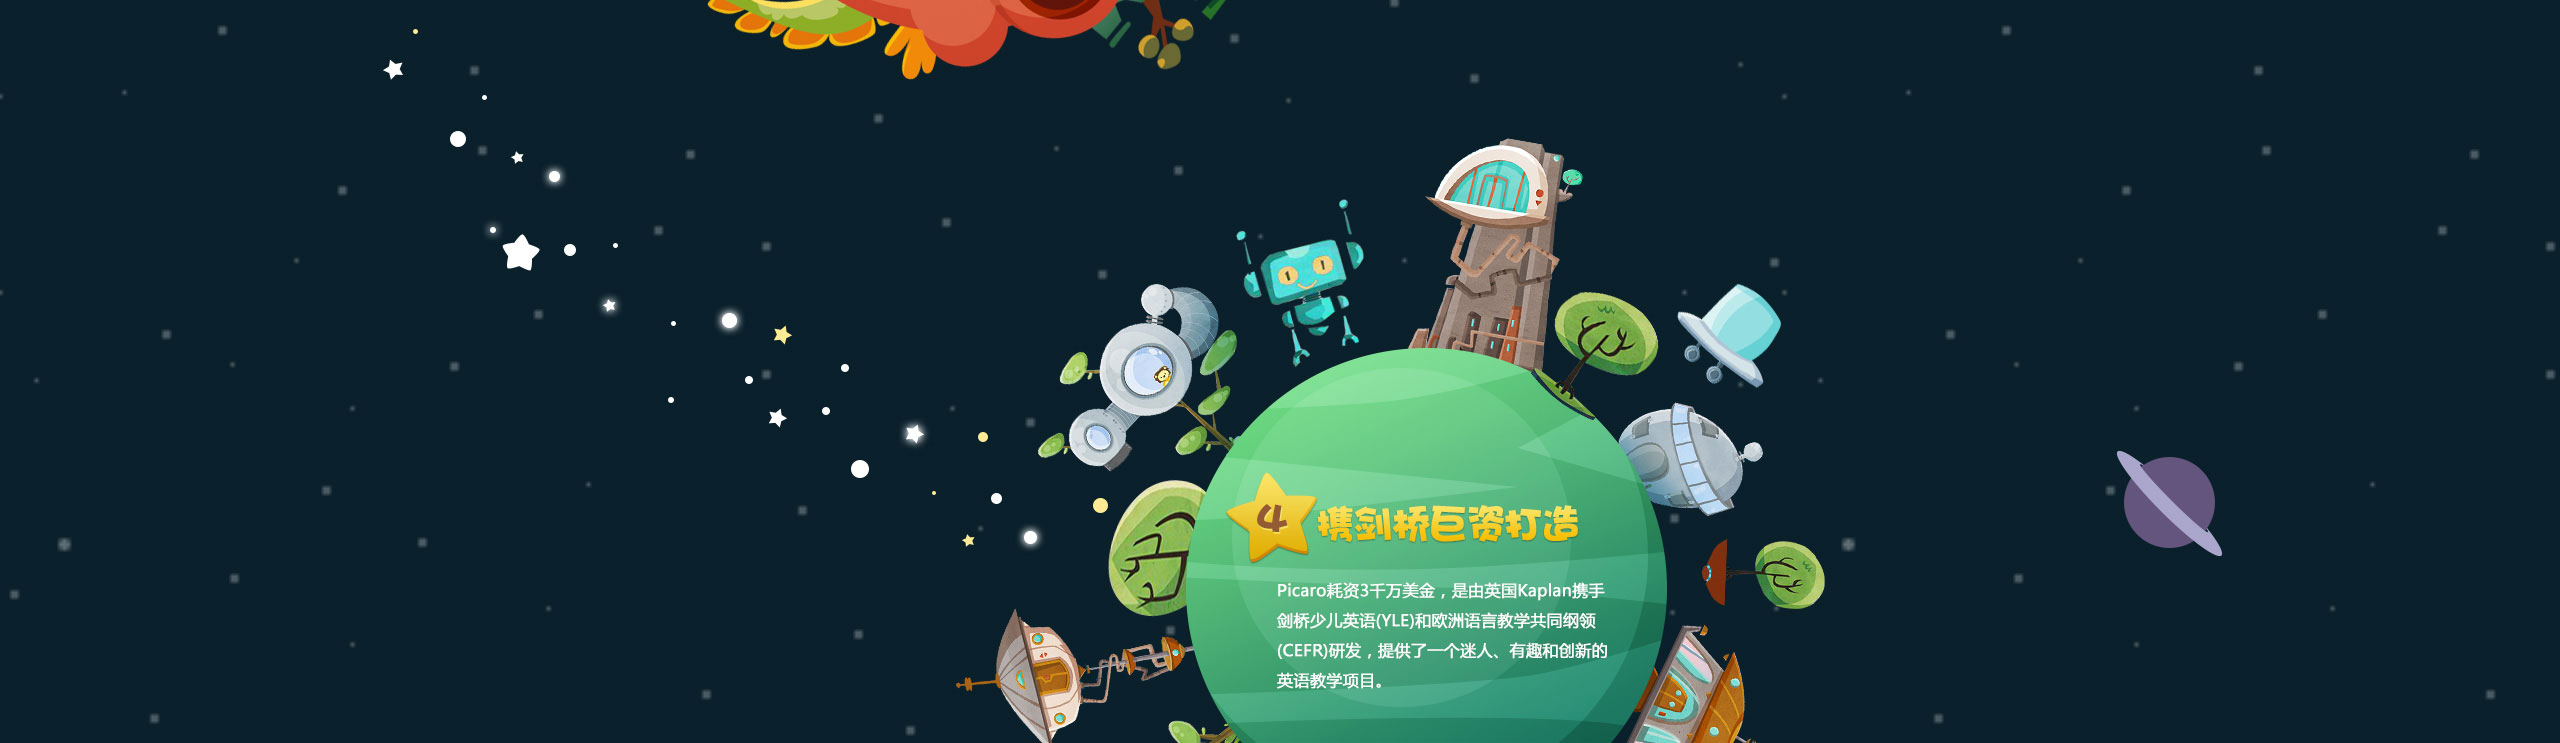 4 携剑桥巨资打造
Picaro耗资3千万美金，是由英国Kaplan携手
剑桥少儿英语(YLE)和欧洲语言教学共同纲领
(CEFR)研发，提供了一个迷人、有趣和创新的
英语教学项目。